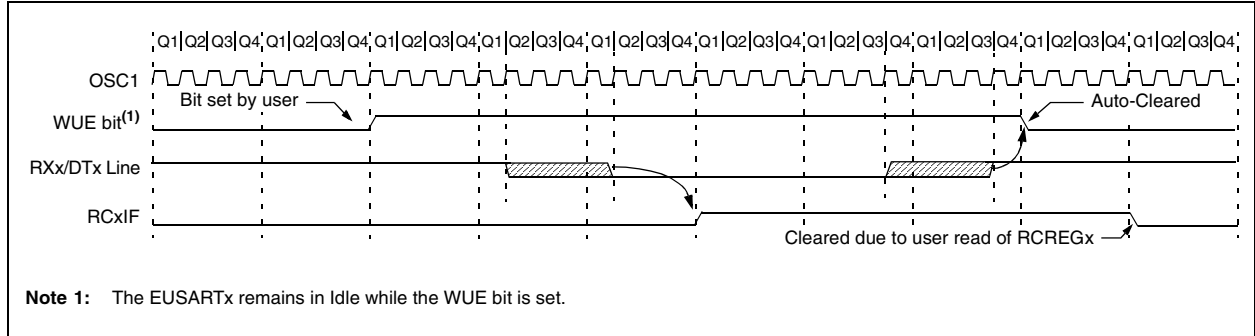 Q1 Q2 Q3 Q4 Q1 Q2 Q3 Q4 Q1 Q2 Q3 Q4 Q1 Q2 Q3 Q4 Q1 Q2 Q3 Q4 Q1 Q2 Q3 Q4 Q1 Q2 Q3 Q4 Q1 Q2 Q3 Q4 Q1 Q2 Q3 Q4 Q1 Q2 Q3 Q4
OSC1
Bit set by user
Auto-Cleared
WUE bit(1)
RXx/DTx Line
RCxIF
Cleared due to user read of RCREGx
Note 1: The EUSARTx remains in Idle while the WUE bit is set.